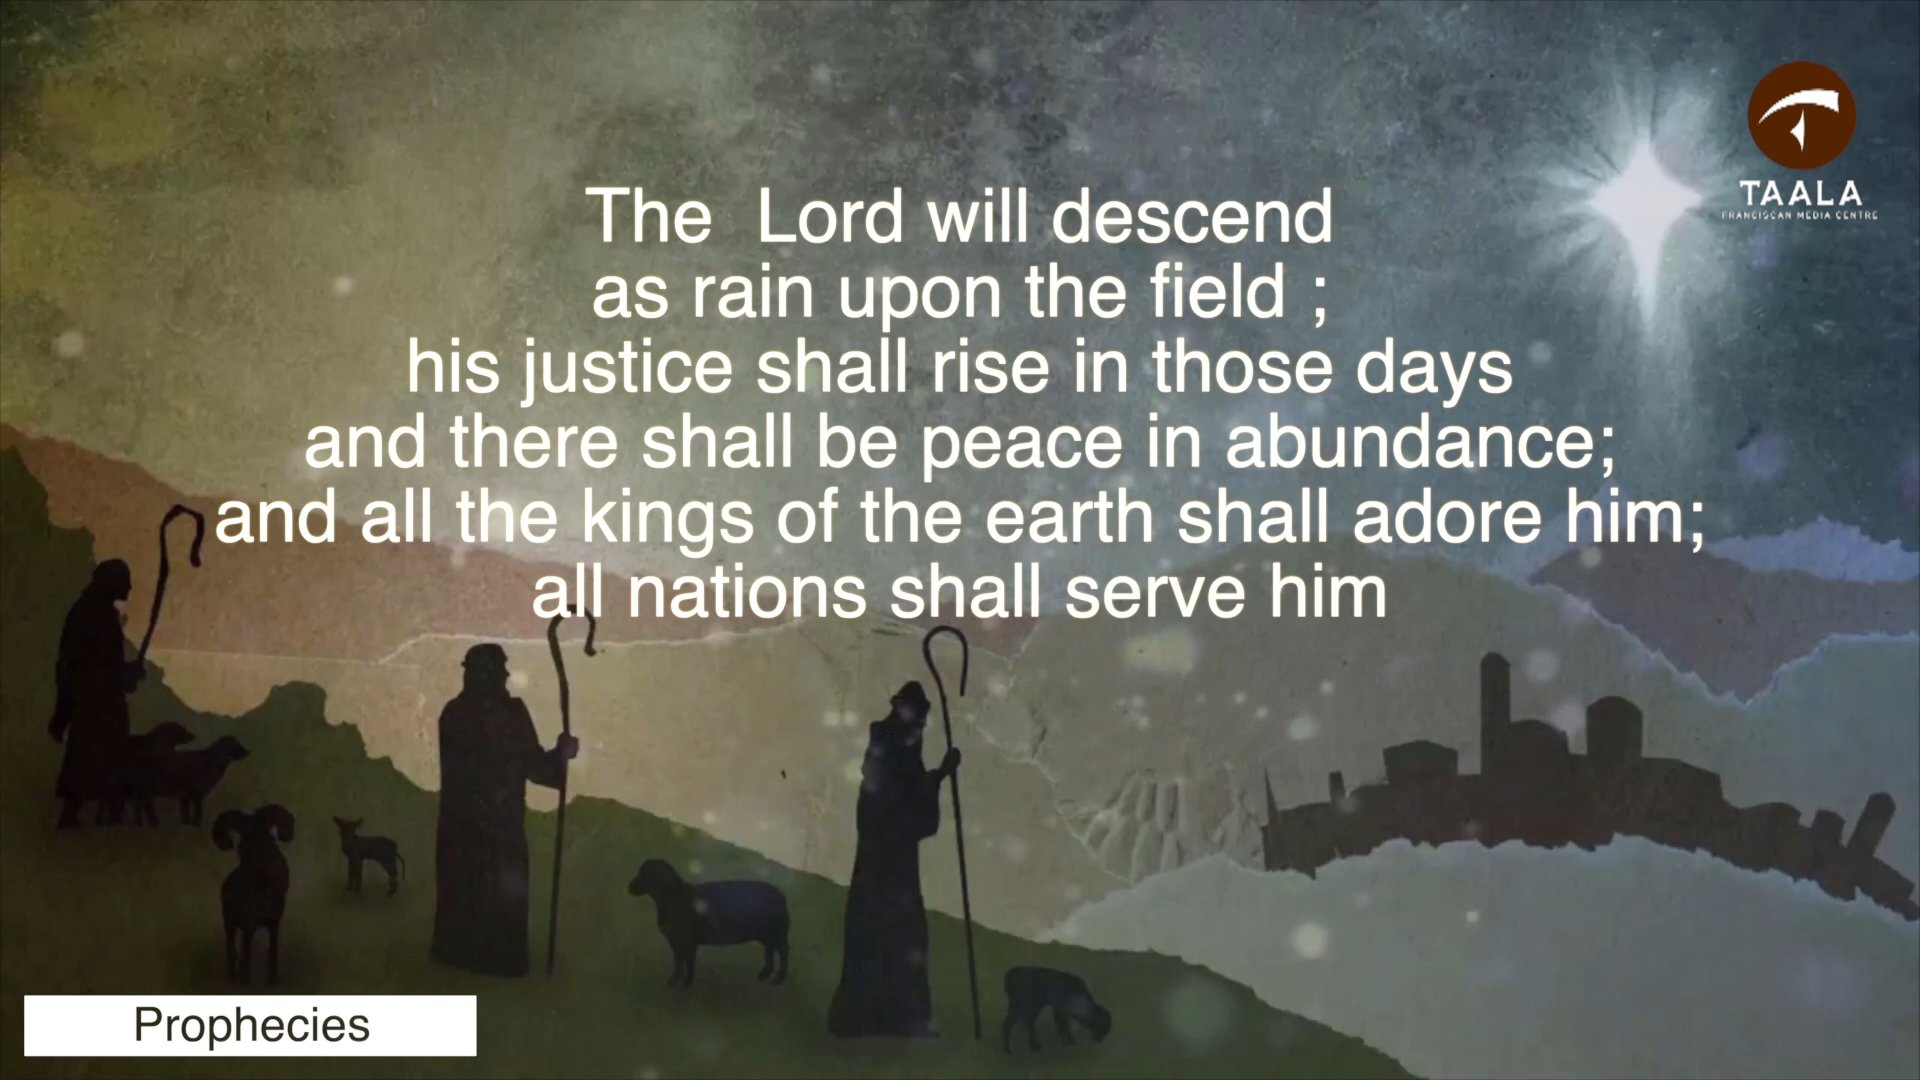 TAALA
FRANCISCAN MEDIA CENTRE
The  Lord will descend
as rain upon the field ;
his justice shall rise in those days
and there shall be peace in abundance;
and all the kings of the earth shall adore him;
all nations shall serve him
Prophecies